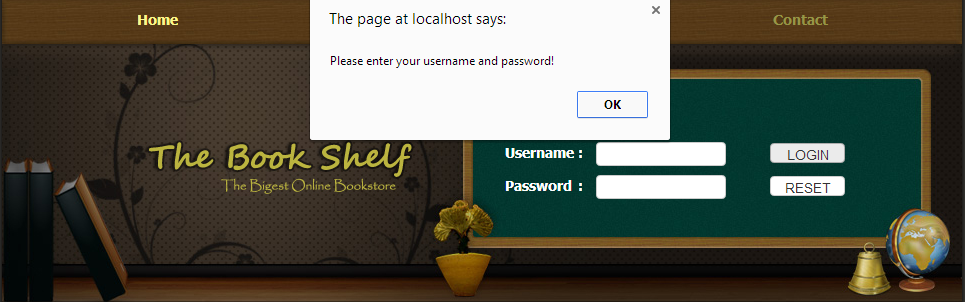 Home
Contact
The page at localhost says:
Please enter your username and password!
OK
The Book Shelf
The Bigest Online Bookstore
Username :
LOGIN
Password :
RESET